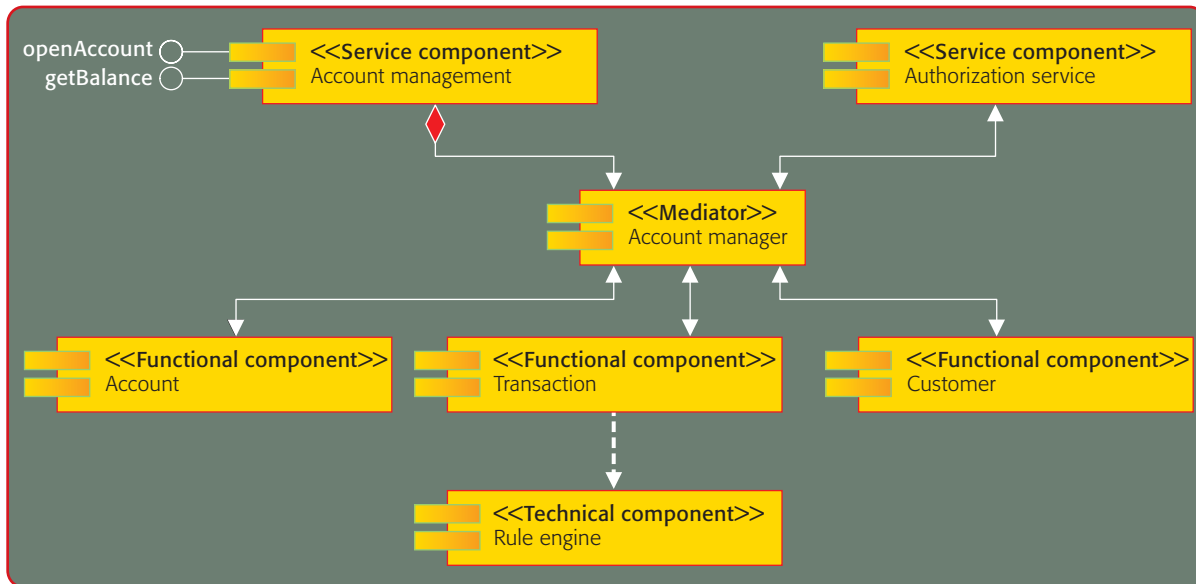 openAccount
getBalance
<<Service component>>
Account management
<<Service component>>
Authorization service
<<Mediator>>
Account manager
<<Functional component>>
Account
<<Functional component>>
Transaction
<<Functional component>>
Customer
<<Technical component>>
Rule engine